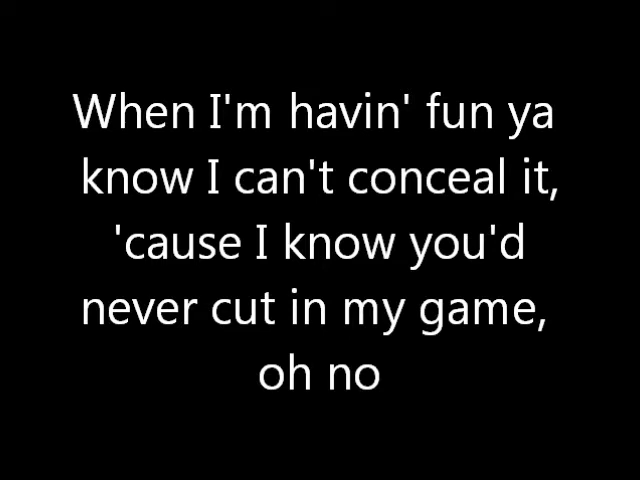 When I'm havin' fun ya
know I can't conceal it,
'cause I know you'd
never cut in my game,
oh no